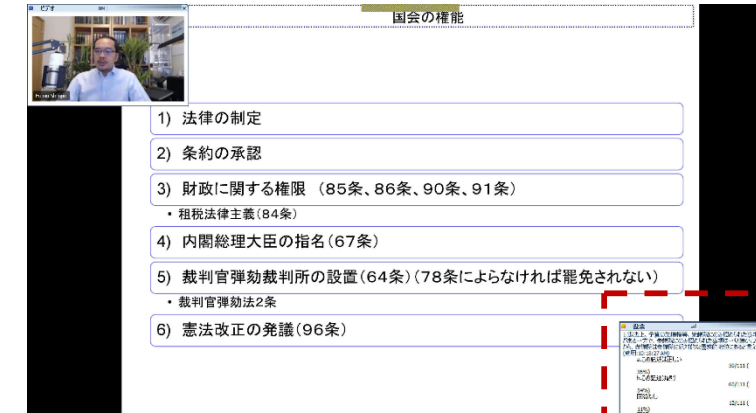 ビデオ
国会の権能
1) 法律の制定
2) 条約の承認
3) 財政に関する権限 (85条、86条、90条、91条)
• 租税法律主義(84条)
4) 内閣総理大臣の指名(67条)
5) 裁判官弾劾裁判所の設置(64条)(78条によらなければ罷免されない)
• 裁判官弾劾法2条
6) 憲法改正の発議(96条)